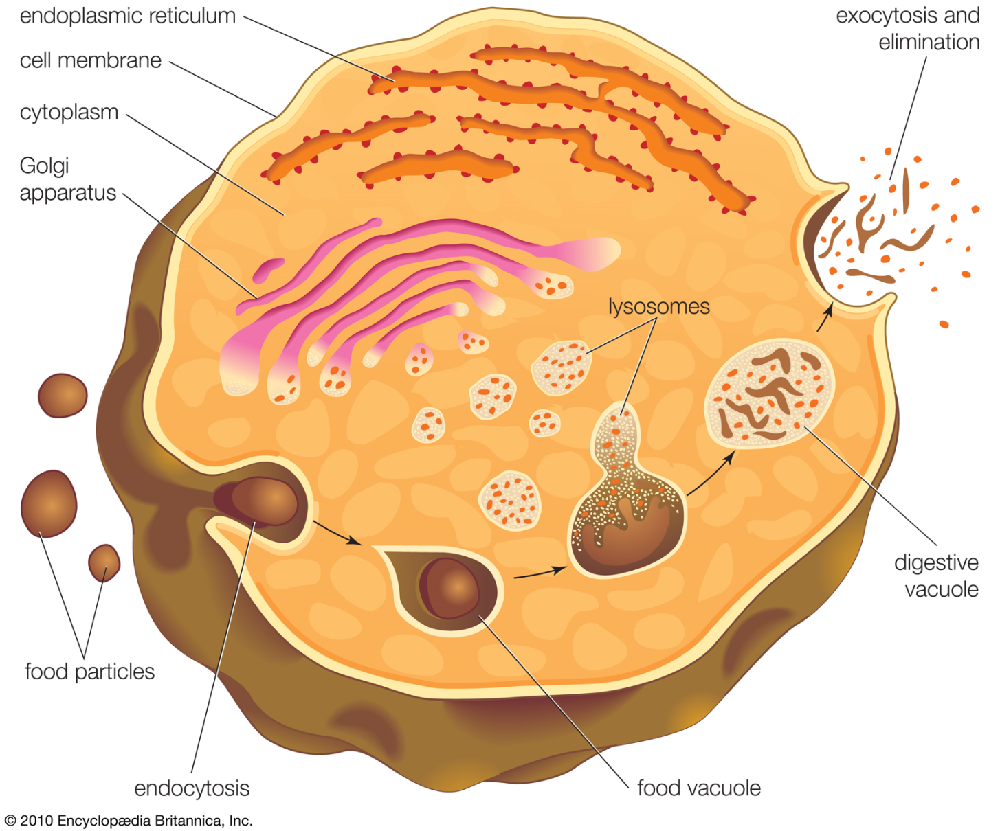 endoplasmic reticulum
cell membrane
cytoplasm
Golgi
apparatus
exocytosis and
elimination
lysosomes
digestive
vacuole
food particles
endocytosis
food vacuole
© 2010 Encyclopædia Britannica, Inc.